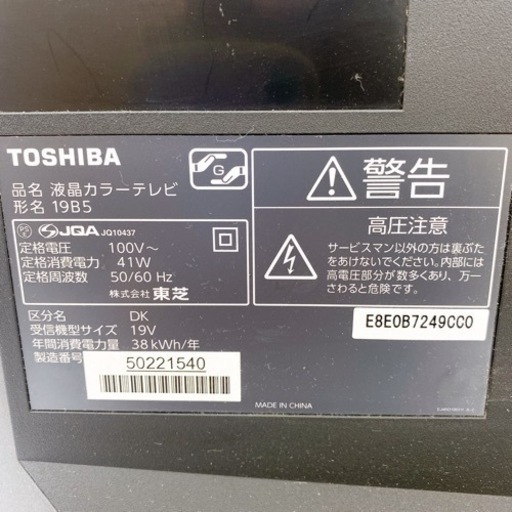 TOSHIBA
G
品名 液晶カラーテレビ
形名 19B5
JQA JQ10437
定格電圧 100V～
定格消費電力 41W
定格周波数 50/60 Hz
株式会社 東芝
区分名 DK
受信機型サイズ 19V
年間消費電力量 38kWh/年
製造番号 50221540
警告
高圧注意
サービスマン以外の方は裏ぶた
をあけないでください。内部には
高電圧部分が数多くあり、万一
さわると危険です。
E8E0B7249CC0
MADE IN CHINA